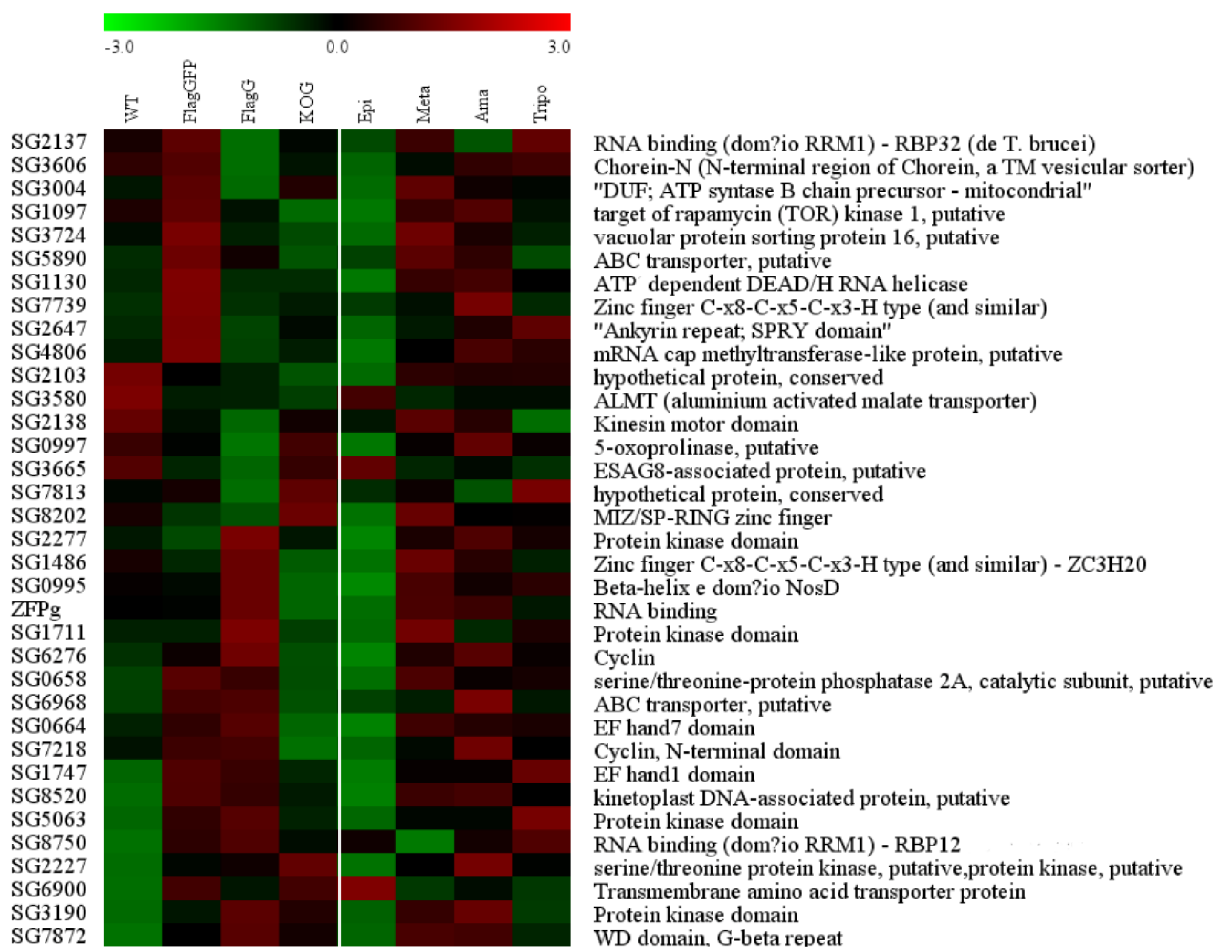 -3.0 0.0 3.0
WT FlagGFP FlagG KOG Epi Meta Ama Tripo
SG2137 RNA binding (dom?io RRM1) - RBP32 (de T. brucei)
SG3606 Chorein-N (N-terminal region of Chorein, a TM vesicular sorter)
SG3004 "DUF; ATP syntase B chain precursor - mitocondrial"
SG1097 target of rapamycin (TOR) kinase 1, putative
SG3724 vacuolar protein sorting protein 16, putative
SG5890 ABC transporter, putative
SG1130 ATP dependent DEAD/H RNA helicase
SG7739 Zinc finger C-x8-C-x5-C-x3-H type (and similar)
SG2647 "Ankyrin repeat; SPRY domain"
SG4806 mRNA cap methyltransferase-like protein, putative
SG2103 hypothetical protein, conserved
SG3580 ALMT (aluminium activated malate transporter)
SG2138 Kinesin motor domain
SG0997 5-oxoprolinase, putative
SG3665 ESAG8-associated protein, putative
SG7813 hypothetical protein, conserved
SG8202 MIZ/SP-RING zinc finger
SG2277 Protein kinase domain
SG1486 Zinc finger C-x8-C-x5-C-x3-H type (and similar) - ZC3H20
SG0995 Beta-helix e dom?io NosD
ZFPg RNA binding
SG1711 Protein kinase domain
SG6276 Cyclin
SG0658 serine/threonine-protein phosphatase 2A, catalytic subunit, putative
SG6968 ABC transporter, putative
SG0664 EF hand7 domain
SG7218 Cyclin, N-terminal domain
SG1747 EF hand1 domain
SG8520 kinetoplast DNA-associated protein, putative
SG5063 Protein kinase domain
SG8750 RNA binding (dom?io RRM1) - RBP12
SG2227 serine/threonine protein kinase, putative,protein kinase, putative
SG6900 Transmembrane amino acid transporter protein
SG3190 Protein kinase domain
SG7872 WD domain, G-beta repeat